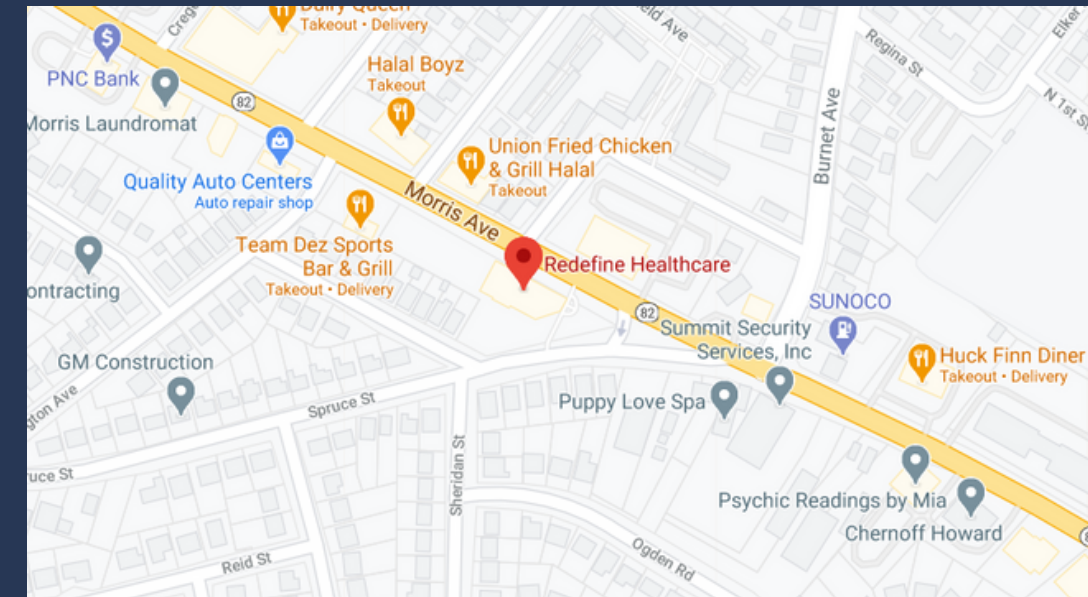 Dairy Queen
Takeout • Delivery
$
PNC Bank
Halal Boyz
Takeout
Regina St
Elker
N 1st St
82
Morris Laundromat
Burnet Ave
Union Fried Chicken
& Grill Halal
Takeout
Quality Auto Centers
Auto repair shop
Morris Ave
Team Dez Sports
Bar & Grill
Takeout • Delivery
Redefine Healthcare
ontracting
82
SUNOCO
Summit Security
Services, Inc
Huck Finn Diner
Takeout • Delivery
GM Construction
Puppy Love Spa
gton Ave
Spruce St
uce St
Sheridan St
Psychic Readings by Mia
Chernoff Howard
Ogden Rd
Reid St